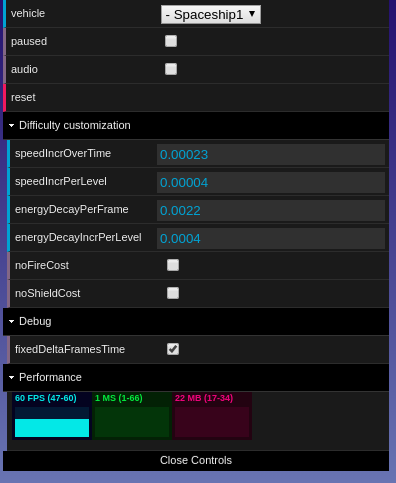 vehicle - Spaceship1
paused
audio
reset
Difficulty customization
speedIncrOverTime 0.00023
speedIncrPerLevel 0.00004
energyDecayPerFrame 0.0022
energyDecayIncrPerLevel 0.0004
noFireCost
noShieldCost
Debug
fixedDeltaFramesTime
Performance
60 FPS (47-60) 1 MS (1-66) 22 MB (17-34)
Close Controls